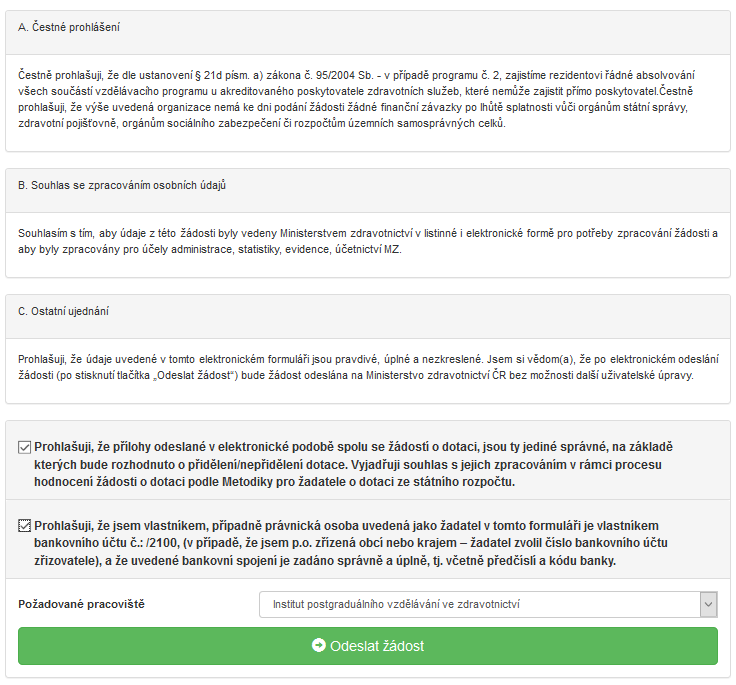 A. Čestné prohlášení
Čestně prohlašuji, že dle ustanovení § 21d písm. a) zákona č. 95/2004 Sb. - v případě programu č. 2, zajistíme rezidentovi řádné absolvování
všech součástí vzdělávacího programu u akreditovaného poskytovatele zdravotních služeb, které nemůže zajistit přímo poskytovatel.Čestně
prohlašuji, že výše uvedená organizace nemá ke dni podání žádosti žádné finanční závazky po lhůtě splatnosti vůči orgánům státní správy,
zdravotní pojišťovně, orgánům sociálního zabezpečení či rozpočtům územních samosprávných celků.
B. Souhlas se zpracováním osobních údajů
Souhlasím s tím, aby údaje z této žádosti byly vedeny Ministerstvem zdravotnictví v listinné i elektronické formě pro potřeby zpracování žádosti a
aby byly zpracovány pro účely administrace, statistiky, evidence, účetnictví MZ.
C. Ostatní ujednání
Prohlašuji, že údaje uvedené v tomto elektronickém formuláři jsou pravdivé, úplné a nezkreslené. Jsem si vědom(a), že po elektronickém odeslání
žádosti (po stisknutí tlačítka „Odeslat žádost“) bude žádost odeslána na Ministerstvo zdravotnictví ČR bez možnosti další uživatelské úpravy.
Prohlašuji, že přílohy odeslané v elektronické podobě spolu se žádostí o dotaci, jsou ty jediné správné, na základě
kterých bude rozhodnuto o přidělení/nepřidělení dotace. Vyjadřuji souhlas s jejich zpracováním v rámci procesu
hodnocení žádosti o dotaci podle Metodiky pro žadatele o dotaci ze státního rozpočtu.
Prohlašuji, že jsem vlastníkem, případně právnická osoba uvedená jako žadatel v tomto formuláři je vlastníkem
bankovního účtu č.: /2100, (v případě, že jsem p.o. zřízená obcí nebo krajem – žadatel zvolil číslo bankovního účtu
zřizovatele), a že uvedené bankovní spojení je zadáno správně a úplně, tj. včetně předčíslí a kódu banky.
Požadované pracoviště
Institut postgraduálního vzdělávání ve zdravotnictví
Odeslat žádost